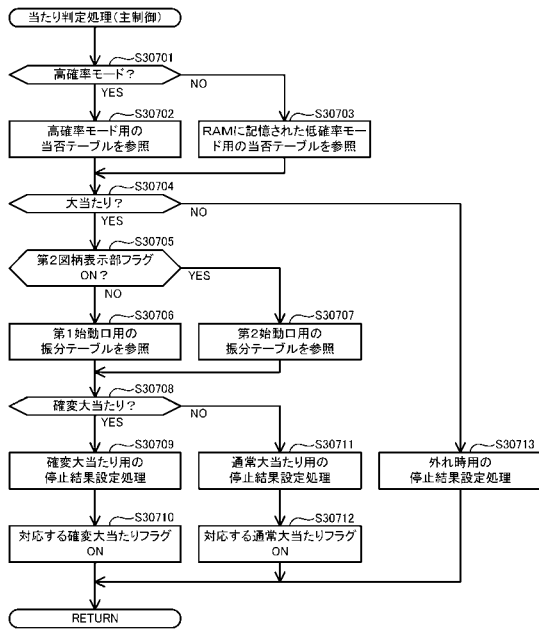 当たり判定処理(主制御)
S30701
高確率モード?
YES
NO
S30702
高確率モード用の
当否テーブルを参照
S30703
RAMに記憶された低確率モー
ド用の当否テーブルを参照
S30704
大当たり?
YES
NO
S30705
第2図柄表示部フラグ
ON?
NO
YES
S30706
第1始動口用の
振分テーブルを参照
S30707
第2始動口用の
振分テーブルを参照
S30708
確変大当たり?
YES
NO
S30709
確変大当たり用の
停止結果設定処理
S30711
通常大当たり用の
停止結果設定処理
S30713
外れ時用の
停止結果設定処理
S30710
対応する確変大当たりフラグ
ON
S30712
対応する通常大当たりフラグ
ON
RETURN